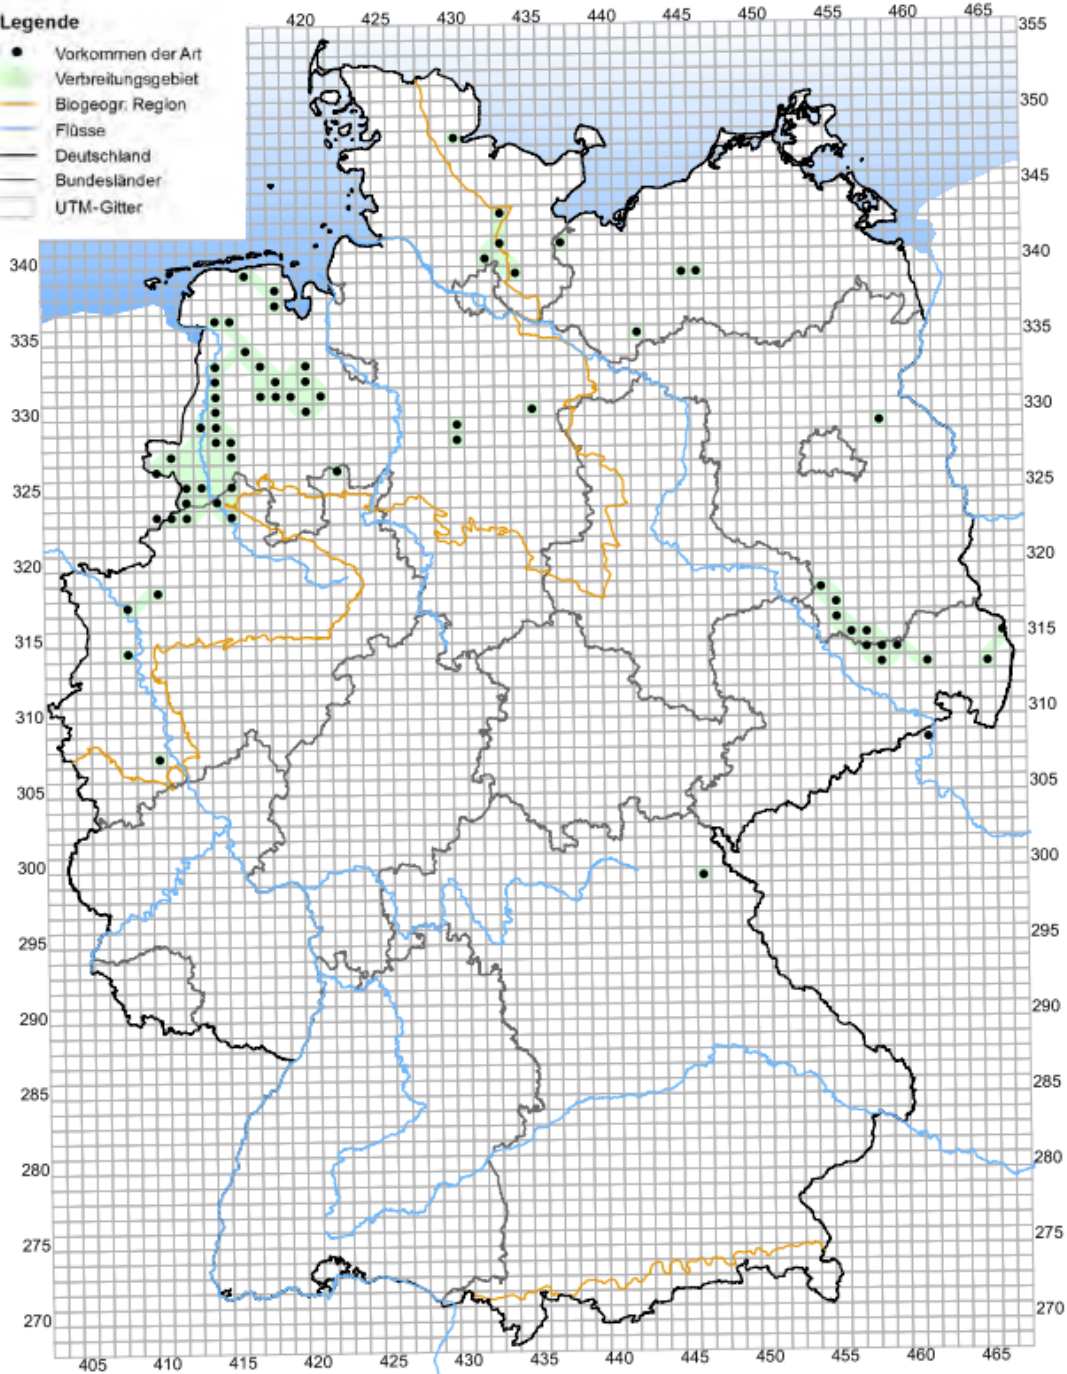 Legende
Vorkommen der Art
Verbreitungsgebiet
Biogeogr. Region
Flüsse
Deutschland
Bundesländer
UTM-Gitter
420 425 430 435 440 445 450 455 460 465
355
350
345
340 340
335 335
330 330
325 325
320 320
315 315
310 310
305 305
300 300
295 295
290 290
285 285
280 280
275 275
270 270
405 410 415 420 425 430 435 440 445 450 455 460 465